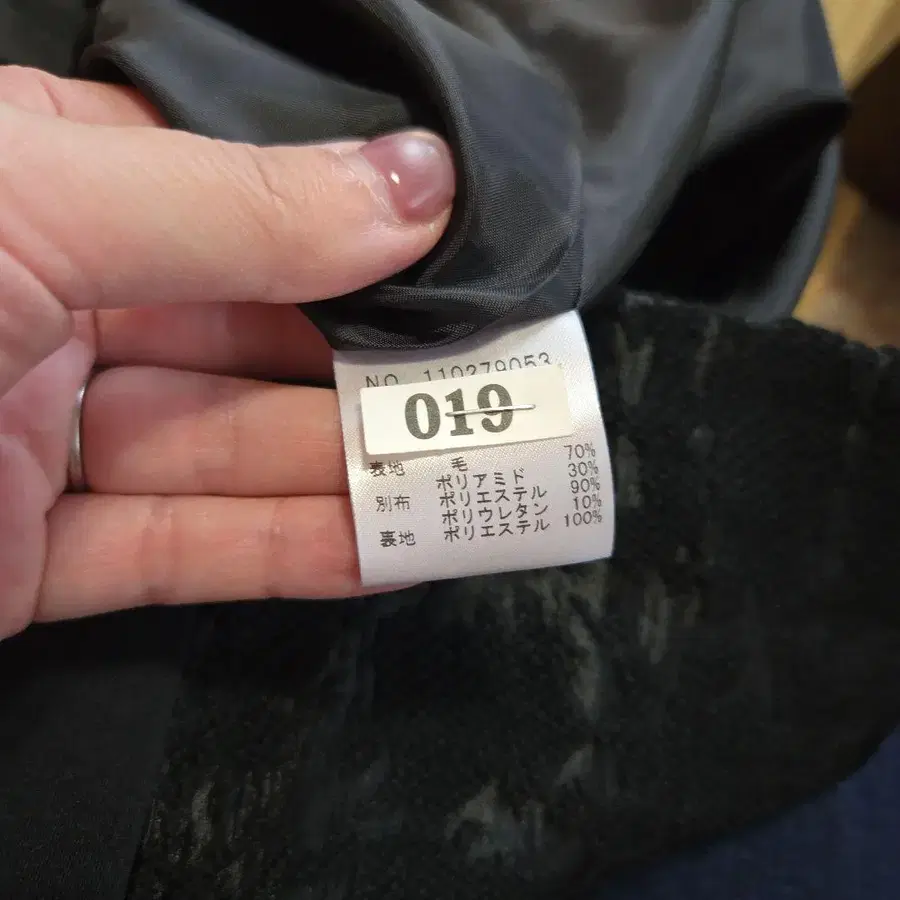 NO. 110279053
019
表地 毛 70%
ポリアミド 30%
別布 ポリエステル 90%
ポリウレタン 10%
裏地 ポリエステル 100%